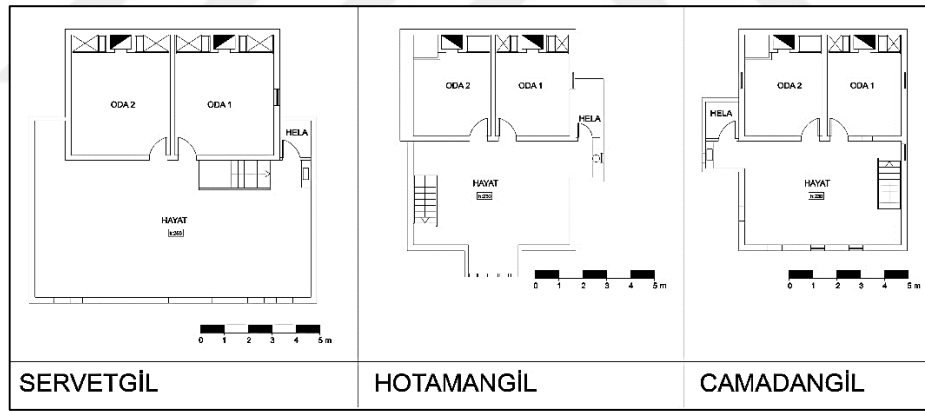 ODA 2
ODA 1
HELA
HAYAT
0 1 2 3 4 5 m
SERVETGİL
ODA 2
ODA 1
HELA
HAYAT
0 1 2 3 4 5 m
HOTAMANGİL
ODA 2
ODA 1
HELA
HAYAT
0 1 2 3 4 5 m
CAMADANGİL